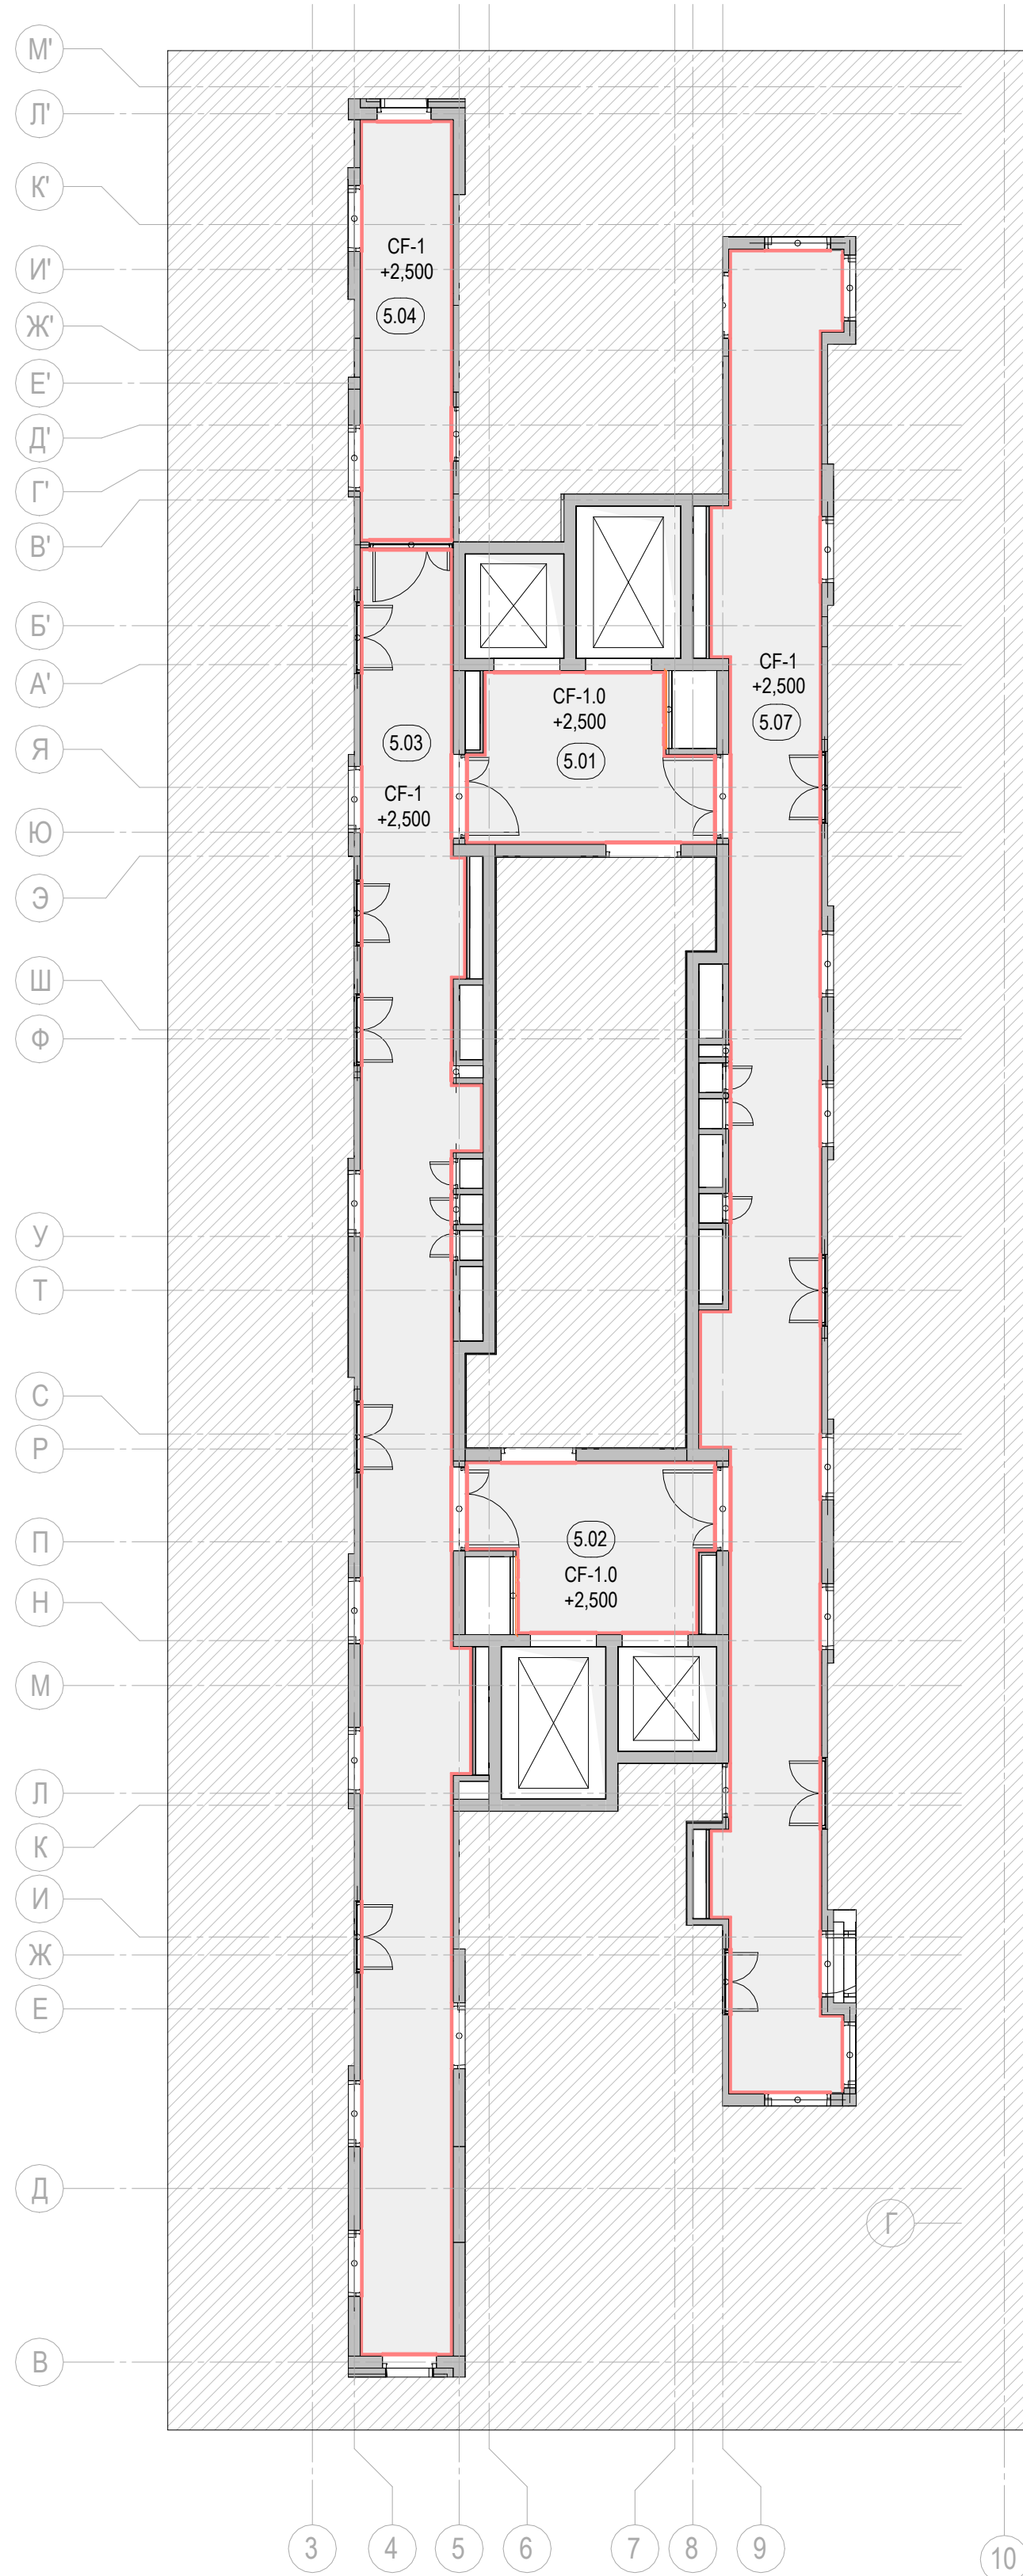 М'
Л'
К'
И'
Ж'
Е'
Д'
Г'
В'
Б'
А'
Я
Ю
Э
Ш
Ф
У
Т
С
Р
П
Н
М
Л
К
И
Ж
Е
Д
Г
В
CF-1
+2,500
5.04
CF-1
+2,500
5.07
CF-1.0
+2,500
5.01
5.03
CF-1
+2,500
5.02
CF-1.0
+2,500
3
4
5
6
7
8
9
10